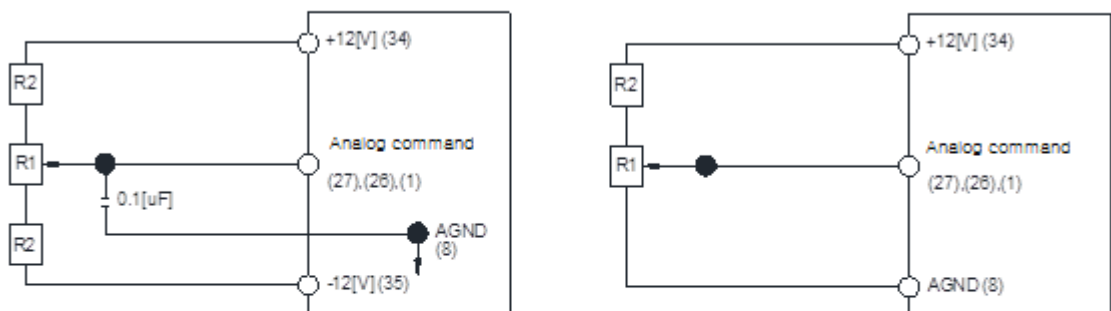 +12[V] (34)
R2
Analog command
R1
(27),(26),(1)
0.1[uF]
R2
AGND
(8)
-12[V] (35)
+12[V] (34)
R2
Analog command
R1
(27),(26),(1)
AGND (8)